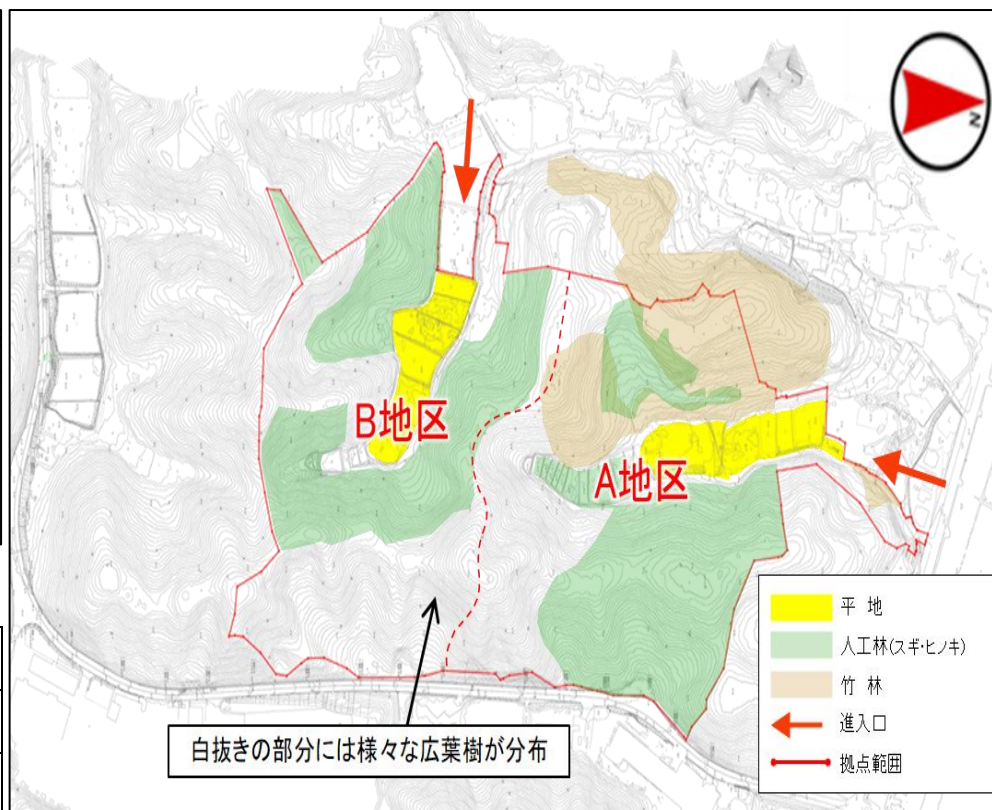 N
B地区
A地区
白抜きの部分には様々な広葉樹が分布
平 地
人工林(スギ・ヒノキ)
竹 林
進入口
拠点範囲